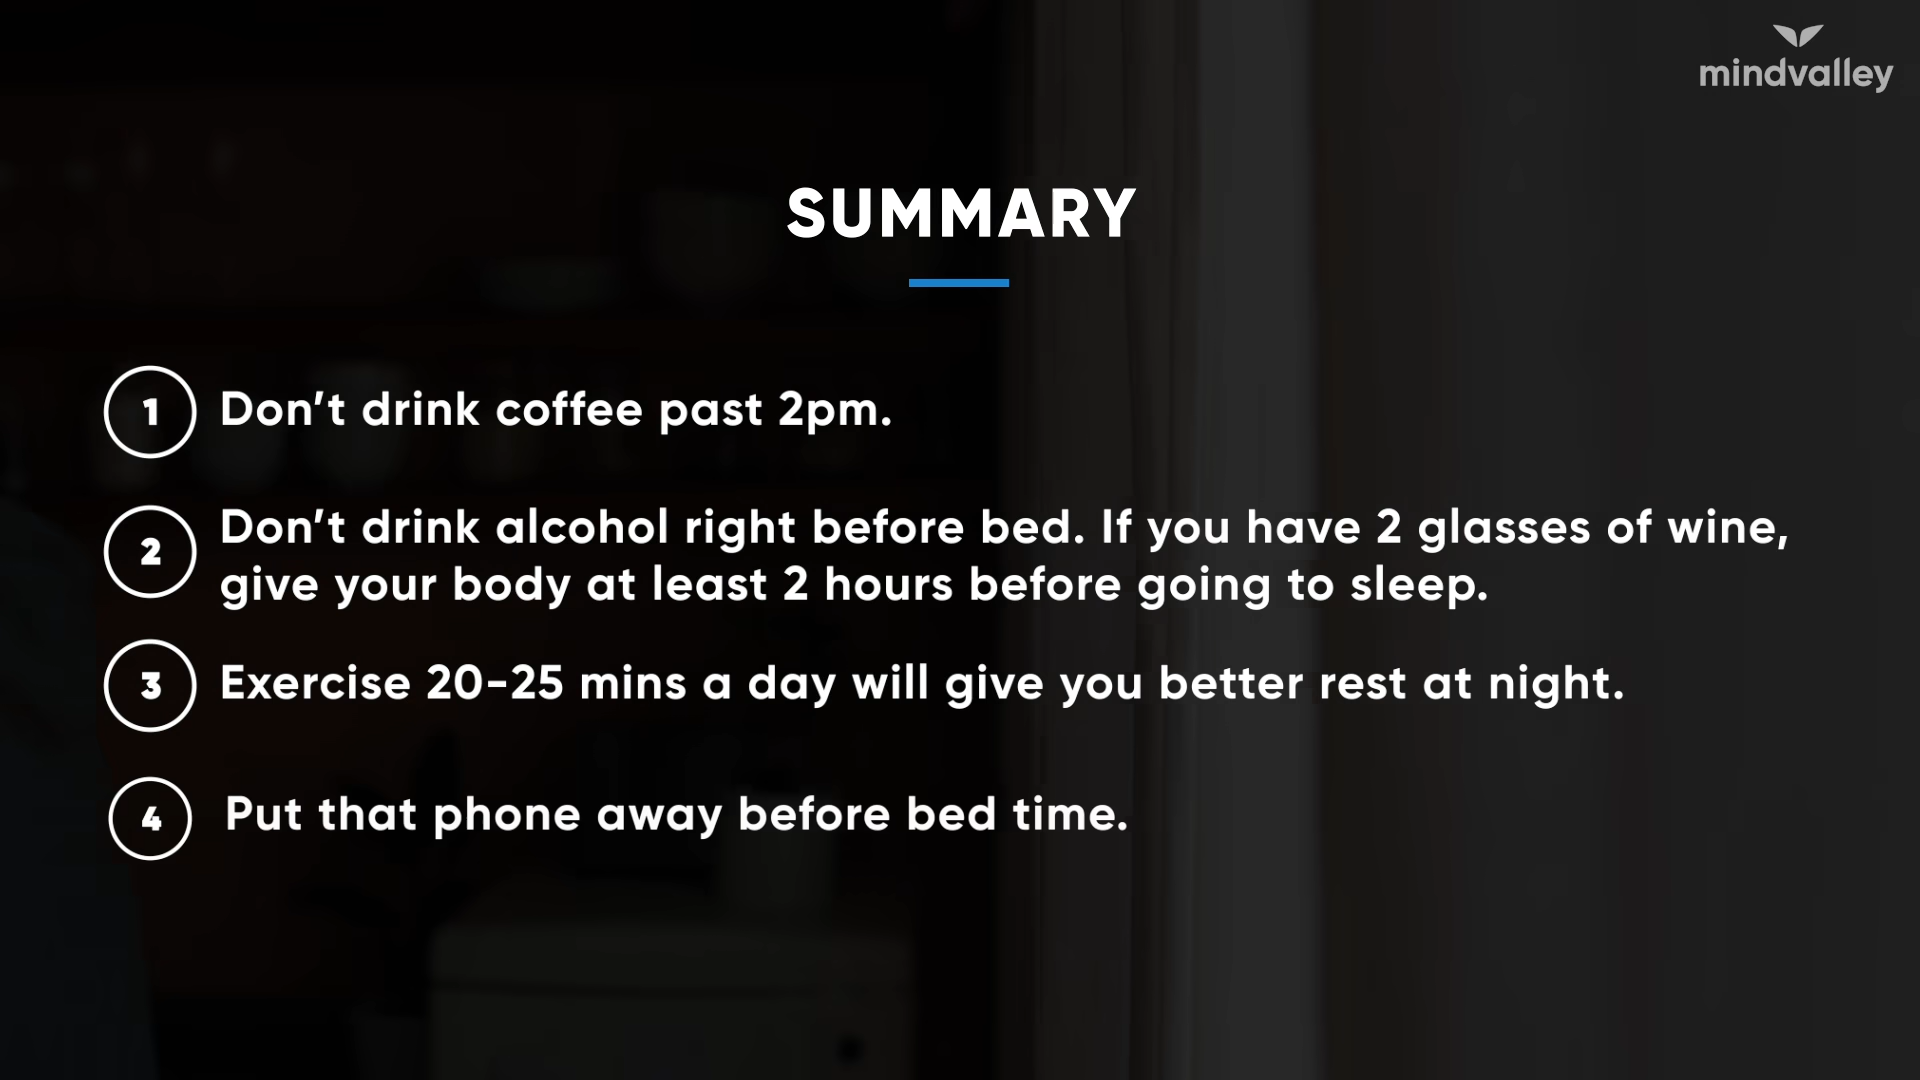 mindvalley
SUMMARY
1 Don't drink coffee past 2pm.
2 Don't drink alcohol right before bed. If you have 2 glasses of wine,
give your body at least 2 hours before going to sleep.
3 Exercise 20-25 mins a day will give you better rest at night.
4 Put that phone away before bed time.